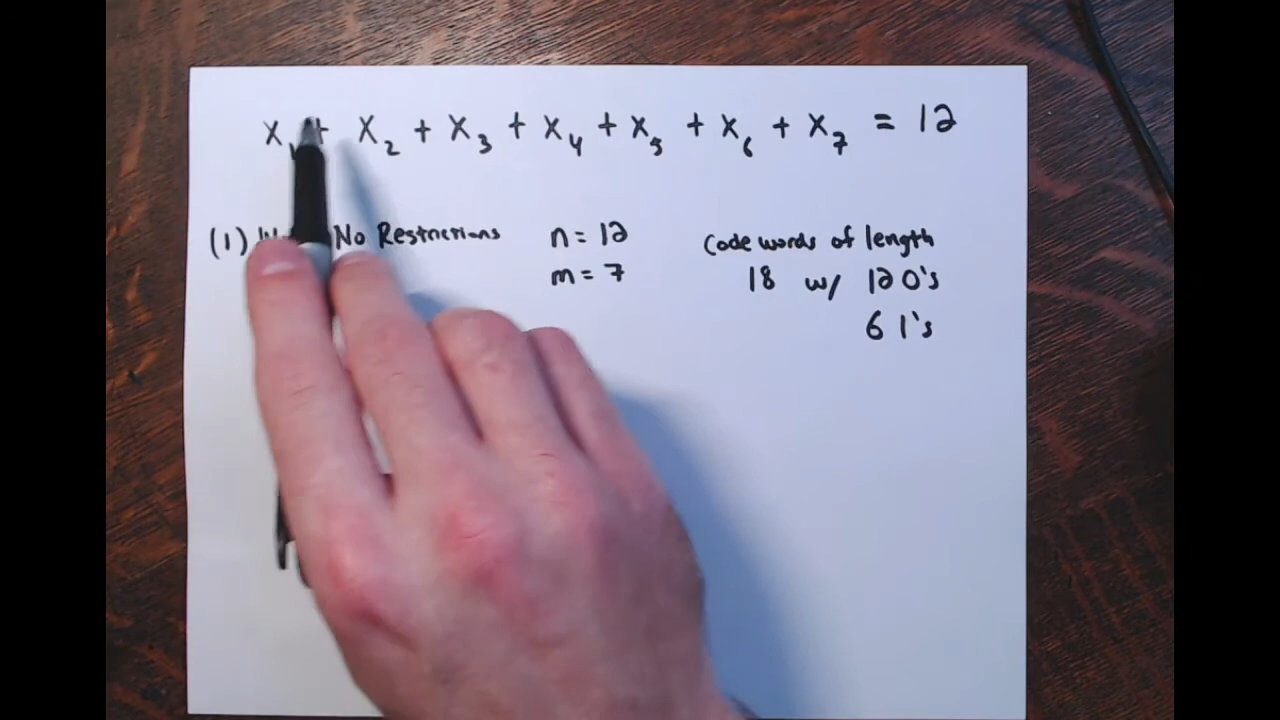 x₁ + x₂ + x₃ + x₄ + x₅ + x₆ + x₇ = 12
(1) No Restrictions
n = 12
m = 7
Code words of length
18 w/ 12 0's
6 1's